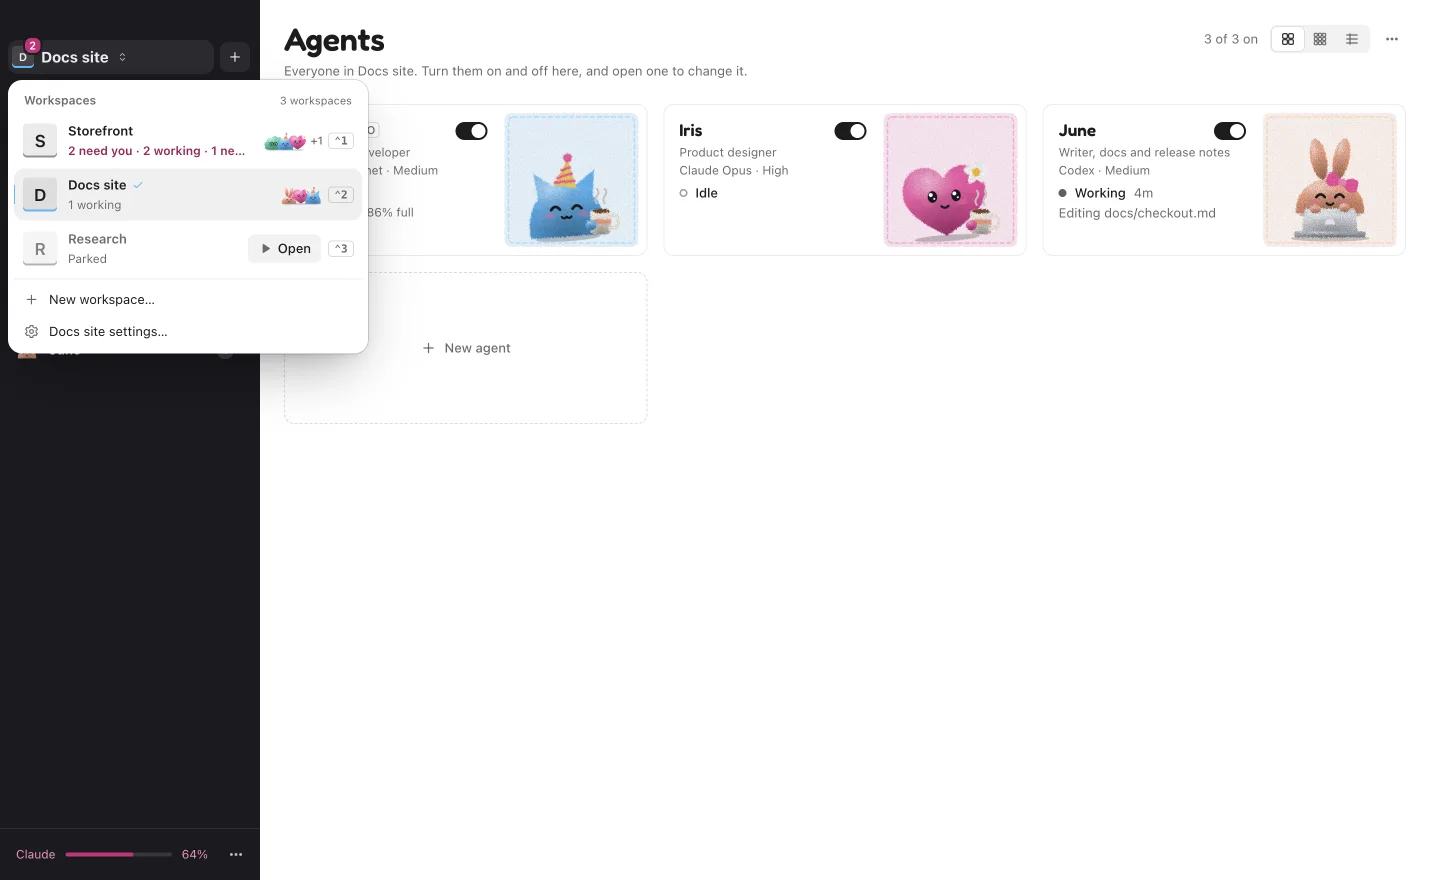 2
D
Docs site
Agents
3 of 3 on
Everyone in Docs site. Turn them on and off here, and open one to change it.
Workspaces
3 workspaces
S
Storefront
2 need you · 2 working · 1 ne...
+1
^1
D
Docs site
1 working
^2
R
Research
Parked
Open
^3
New workspace...
Docs site settings...
· Medium
86% full
Iris
Product designer
Claude Opus · High
Idle
June
Writer, docs and release notes
Codex · Medium
Working 4m
Editing docs/checkout.md
New agent
Claude
64%